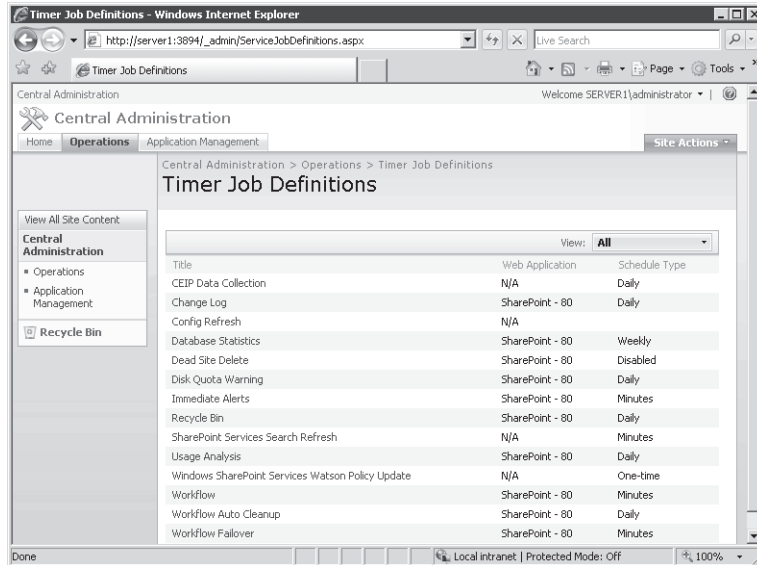 Timer Job Definitions - Windows Internet Explorer
http://server1:3894/_admin/ServiceJobDefinitions.aspx
Live Search
Timer Job Definitions
Page
Tools
Central Administration
Welcome SERVER1\administrator
Central Administration
Home Operations Application Management
Site Actions
Central Administration > Operations > Timer Job Definitions
Timer Job Definitions
View All Site Content
Central
Administration
Operations
Application
Management
Recycle Bin
View: All
Title Web Application Schedule Type
CEIP Data Collection N/A Daily
Change Log SharePoint - 80 Daily
Config Refresh N/A
Database Statistics SharePoint - 80 Weekly
Dead Site Delete SharePoint - 80 Disabled
Disk Quota Warning SharePoint - 80 Daily
Immediate Alerts SharePoint - 80 Minutes
Recycle Bin SharePoint - 80 Daily
SharePoint Services Search Refresh N/A Minutes
Usage Analysis SharePoint - 80 Daily
Windows SharePoint Services Watson Policy Update N/A One-time
Workflow SharePoint - 80 Minutes
Workflow Auto Cleanup SharePoint - 80 Daily
Workflow Failover SharePoint - 80 Minutes
Done
Local intranet | Protected Mode: Off
100%